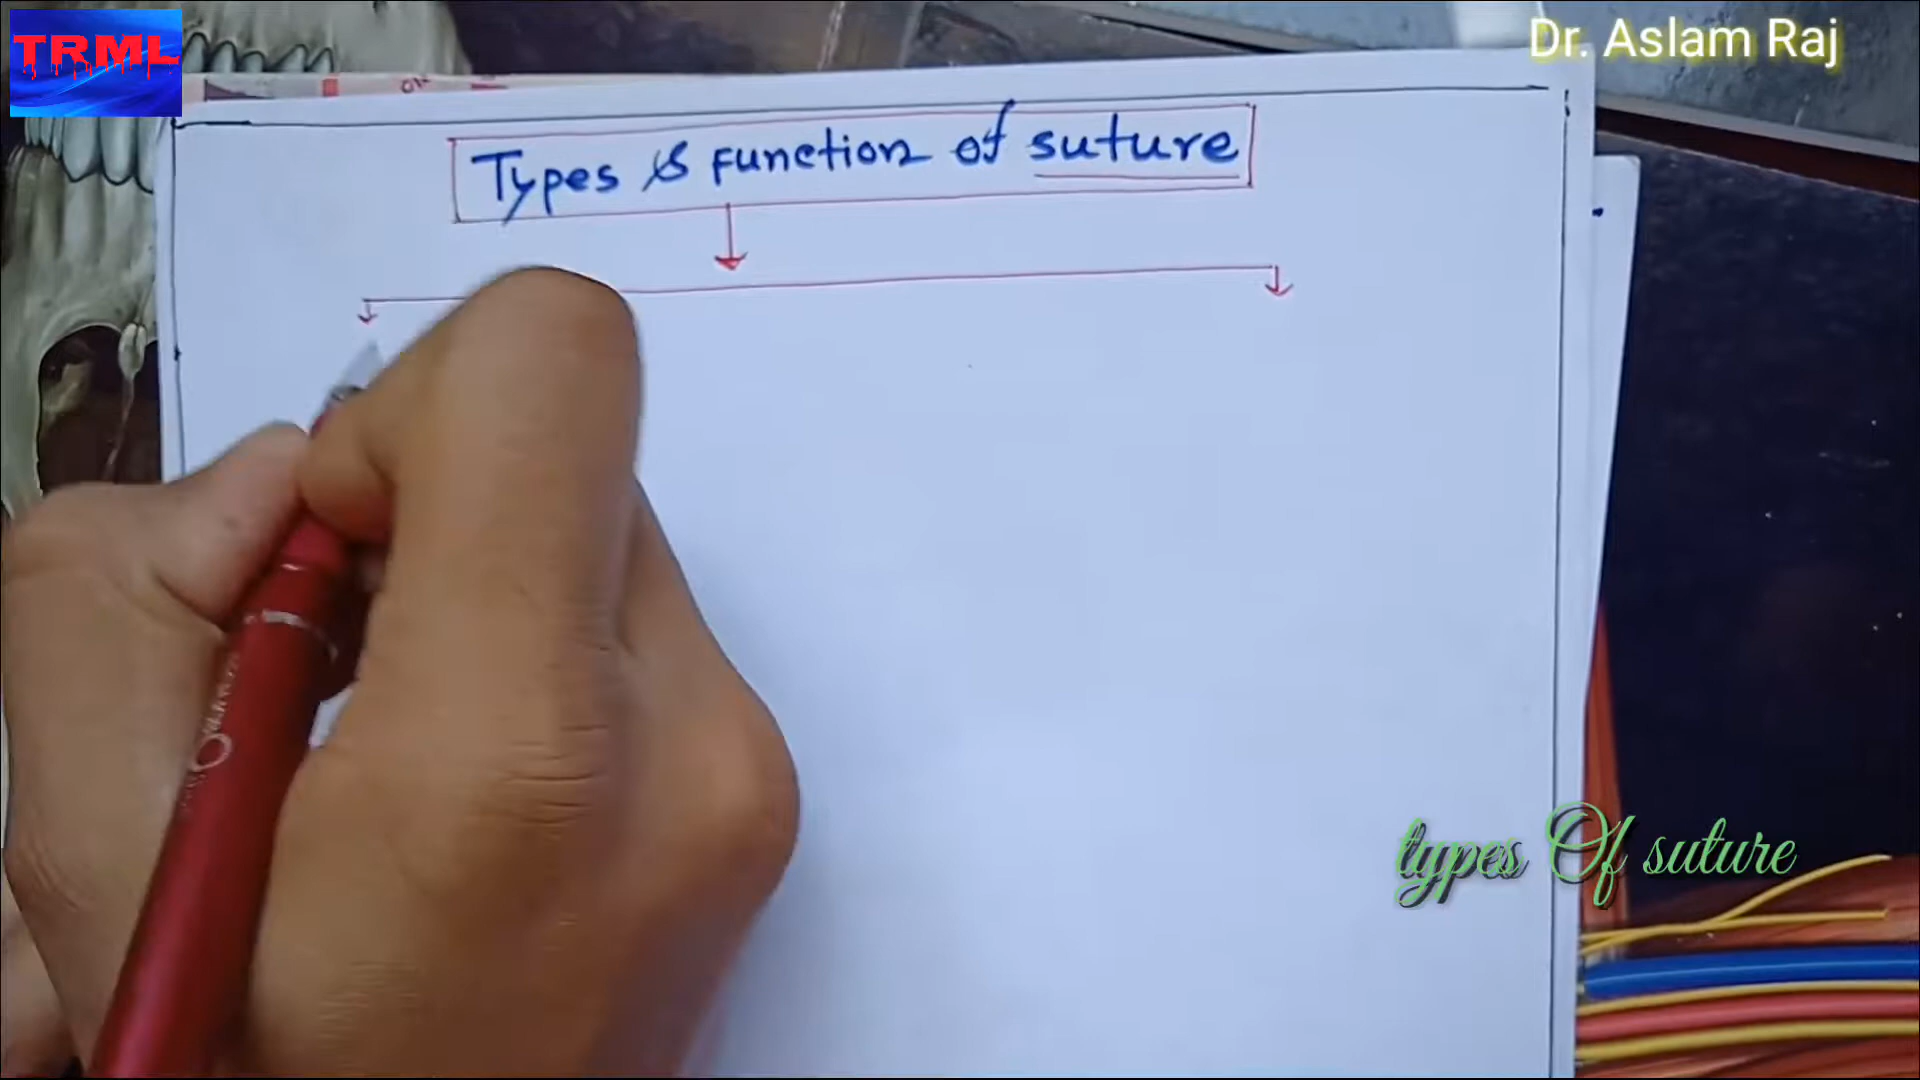 TRML
Dr. Aslam Raj
Types & function of suture
types Of suture